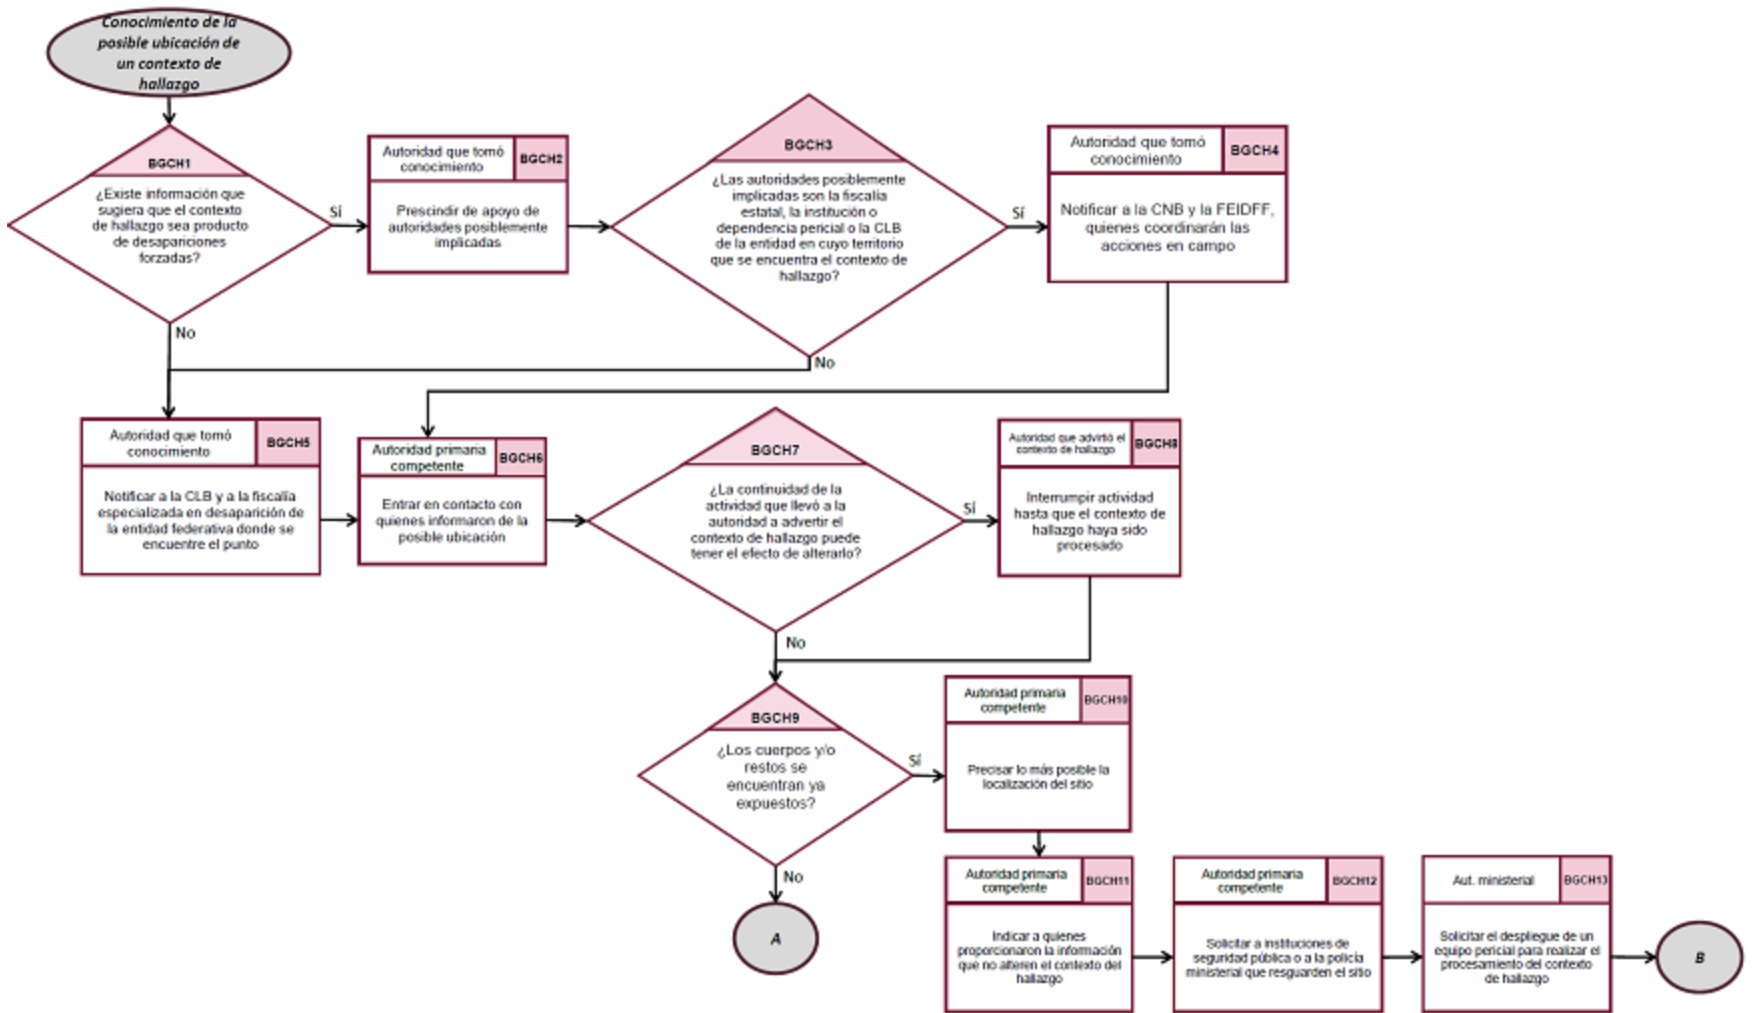 Conocimiento de la
posible ubicación de
un contexto de
hallazgo
BGCH1
¿Existe información que
sugiera que el contexto
de hallazgo sea producto
de desapariciones
forzadas?
Sí
No
Autoridad que tomó
conocimiento
BGCH2
Prescindir de apoyo de
autoridades posiblemente
implicadas
BGCH3
¿Las autoridades posiblemente
implicadas son la fiscalía
estatal, la institución o
dependencia pericial o la CLB
de la entidad en cuyo territorio
que se encuentra el contexto de
hallazgo?
Sí
No
Autoridad que tomó
conocimiento
BGCH4
Notificar a la CNB y la FEIDFF,
quienes coordinarán las
acciones en campo
Autoridad que tomó
conocimiento
BGCH5
Notificar a la CLB y a la fiscalía
especializada en desaparición de
la entidad federativa donde se
encuentre el punto
Autoridad primaria
competente
BGCH6
Entrar en contacto con
quienes informaron de la
posible ubicación
BGCH7
¿La continuidad de la
actividad que llevó a la
autoridad a advertir el
contexto de hallazgo puede
tener el efecto de alterarlo?
Sí
No
Autoridad que advirtió el
contexto de hallazgo
BGCH8
Interrumpir actividad
hasta que el contexto de
hallazgo haya sido
procesado
BGCH9
¿Los cuerpos y/o
restos se
encuentran ya
expuestos?
Sí
No
A
Autoridad primaria
competente
BGCH10
Precisar lo más posible la
localización del sitio
Autoridad primaria
competente
BGCH11
Indicar a quienes
proporcionaron la información
que no alteren el contexto del
hallazgo
Autoridad primaria
competente
BGCH12
Solicitar a instituciones de
seguridad pública o a la policía
ministerial que resguarden el sitio
Aut. ministerial
BGCH13
Solicitar el despliegue de un
equipo pericial para realizar el
procesamiento del contexto
de hallazgo
B